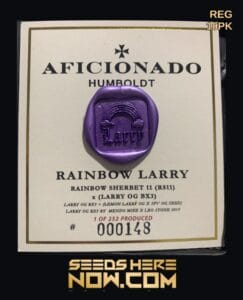 REG
10PK
AFICIONADO
HUMBOLDT
Larry
RAINBOW LARRY
RAINBOW SHERBET 11 (RS11)
x (LARRY OG BX3)
1 OF 232 PRODUCED
# 000148
SEEDS HERE
NOW.COM